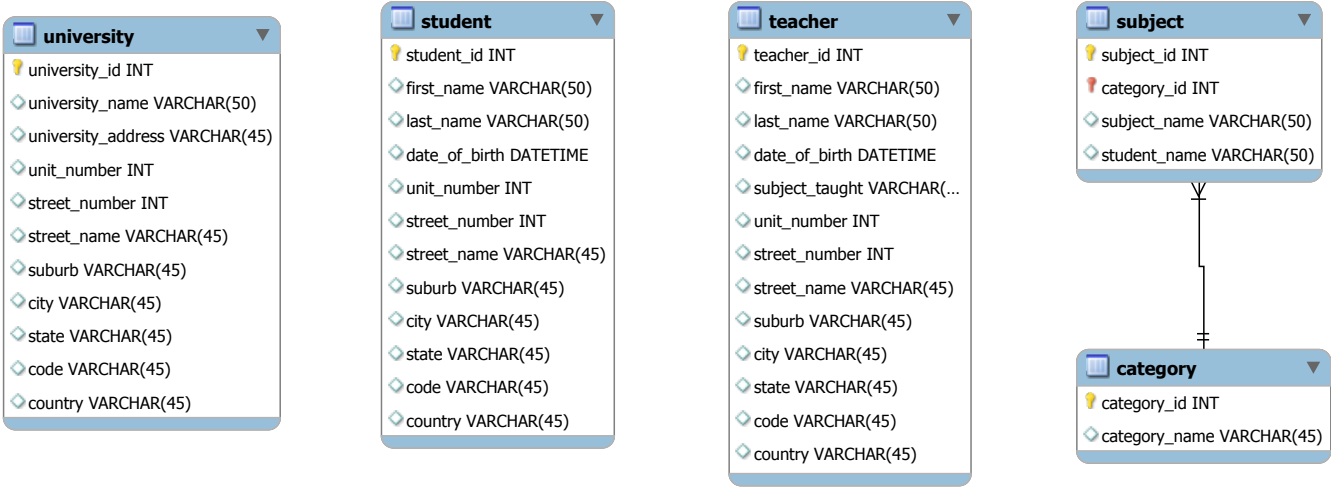 university
university_id INT
university_name VARCHAR(50)
university_address VARCHAR(45)
unit_number INT
street_number INT
street_name VARCHAR(45)
suburb VARCHAR(45)
city VARCHAR(45)
state VARCHAR(45)
code VARCHAR(45)
country VARCHAR(45)
student
student_id INT
first_name VARCHAR(50)
last_name VARCHAR(50)
date_of_birth DATETIME
unit_number INT
street_number INT
street_name VARCHAR(45)
suburb VARCHAR(45)
city VARCHAR(45)
state VARCHAR(45)
code VARCHAR(45)
country VARCHAR(45)
teacher
teacher_id INT
first_name VARCHAR(50)
last_name VARCHAR(50)
date_of_birth DATETIME
subject_taught VARCHAR(...
unit_number INT
street_number INT
street_name VARCHAR(45)
suburb VARCHAR(45)
city VARCHAR(45)
state VARCHAR(45)
code VARCHAR(45)
country VARCHAR(45)
subject
subject_id INT
category_id INT
subject_name VARCHAR(50)
student_name VARCHAR(50)
category
category_id INT
category_name VARCHAR(45)